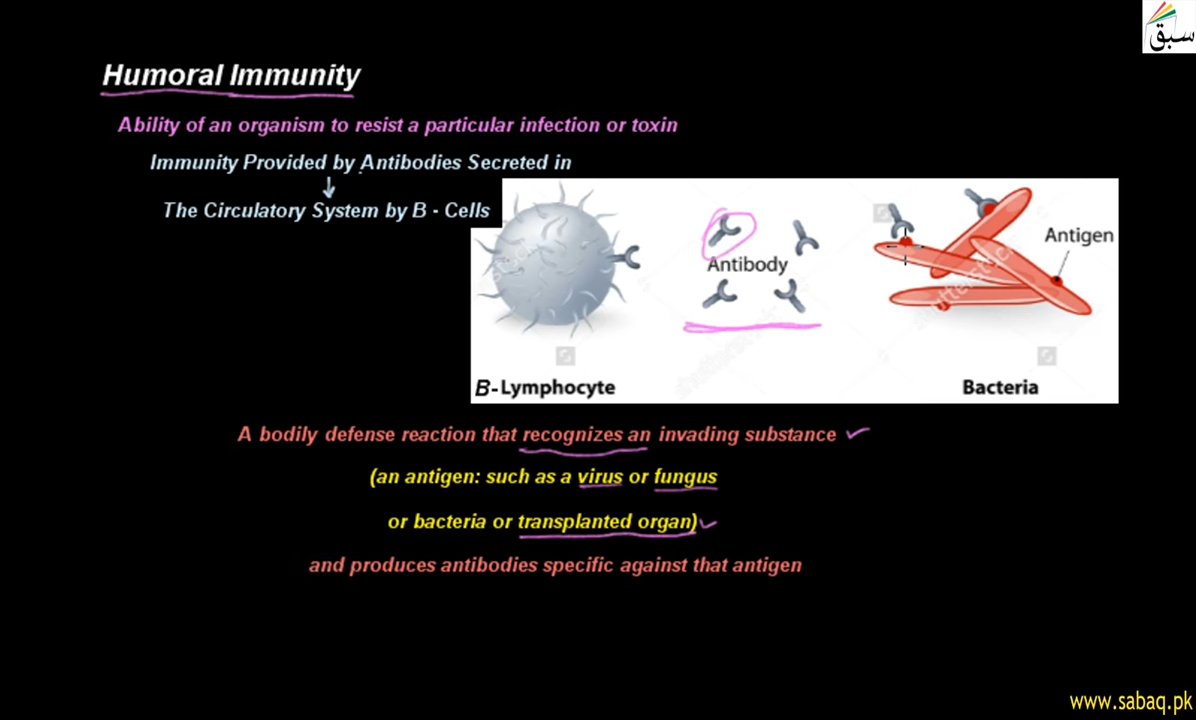 سبق
Humoral Immunity
Ability of an organism to resist a particular infection or toxin
Immunity Provided by Antibodies Secreted in
The Circulatory System by B - Cells
Antibody
Antigen
B-Lymphocyte
Bacteria
A bodily defense reaction that recognizes an invading substance
(an antigen: such as a virus or fungus
or bacteria or transplanted organ)
and produces antibodies specific against that antigen
www.sabaq.pk